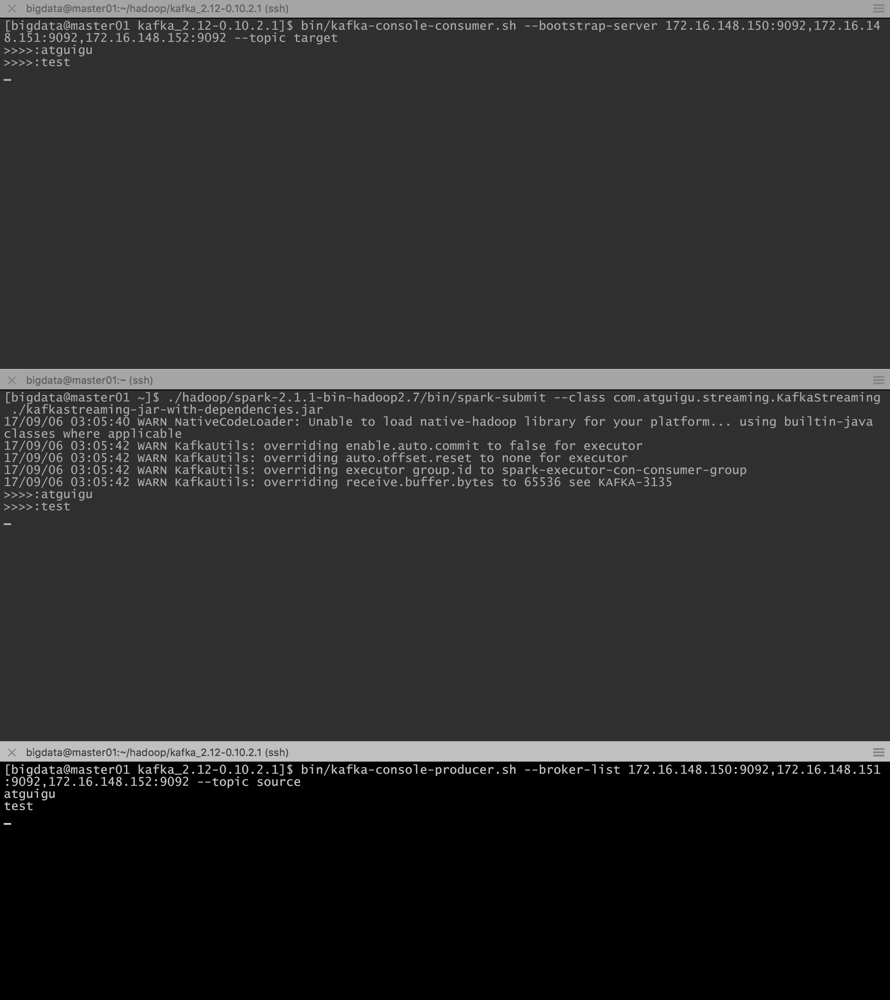 bigdata@master01:~/hadoop/kafka_2.12-0.10.2.1 (ssh)
[bigdata@master01 kafka_2.12-0.10.2.1]$ bin/kafka-console-consumer.sh --bootstrap-server 172.16.148.150:9092,172.16.14
8.151:9092,172.16.148.152:9092 --topic target
>>>>:atguigu
>>>>:test
bigdata@master01:~ (ssh)
[bigdata@master01 ~]$ ./hadoop/spark-2.1.1-bin-hadoop2.7/bin/spark-submit --class com.atguigu.streaming.KafkaStreaming
 ./kafkastreaming-jar-with-dependencies.jar
17/09/06 03:05:40 WARN NativeCodeLoader: Unable to load native-hadoop library for your platform... using builtin-java
classes where applicable
17/09/06 03:05:42 WARN KafkaUtils: overriding enable.auto.commit to false for executor
17/09/06 03:05:42 WARN KafkaUtils: overriding auto.offset.reset to none for executor
17/09/06 03:05:42 WARN KafkaUtils: overriding executor group.id to spark-executor-con-consumer-group
17/09/06 03:05:42 WARN KafkaUtils: overriding receive.buffer.bytes to 65536 see KAFKA-3135
>>>>:atguigu
>>>>:test
bigdata@master01:~/hadoop/kafka_2.12-0.10.2.1 (ssh)
[bigdata@master01 kafka_2.12-0.10.2.1]$ bin/kafka-console-producer.sh --broker-list 172.16.148.150:9092,172.16.148.151
:9092,172.16.148.152:9092 --topic source
atguigu
test